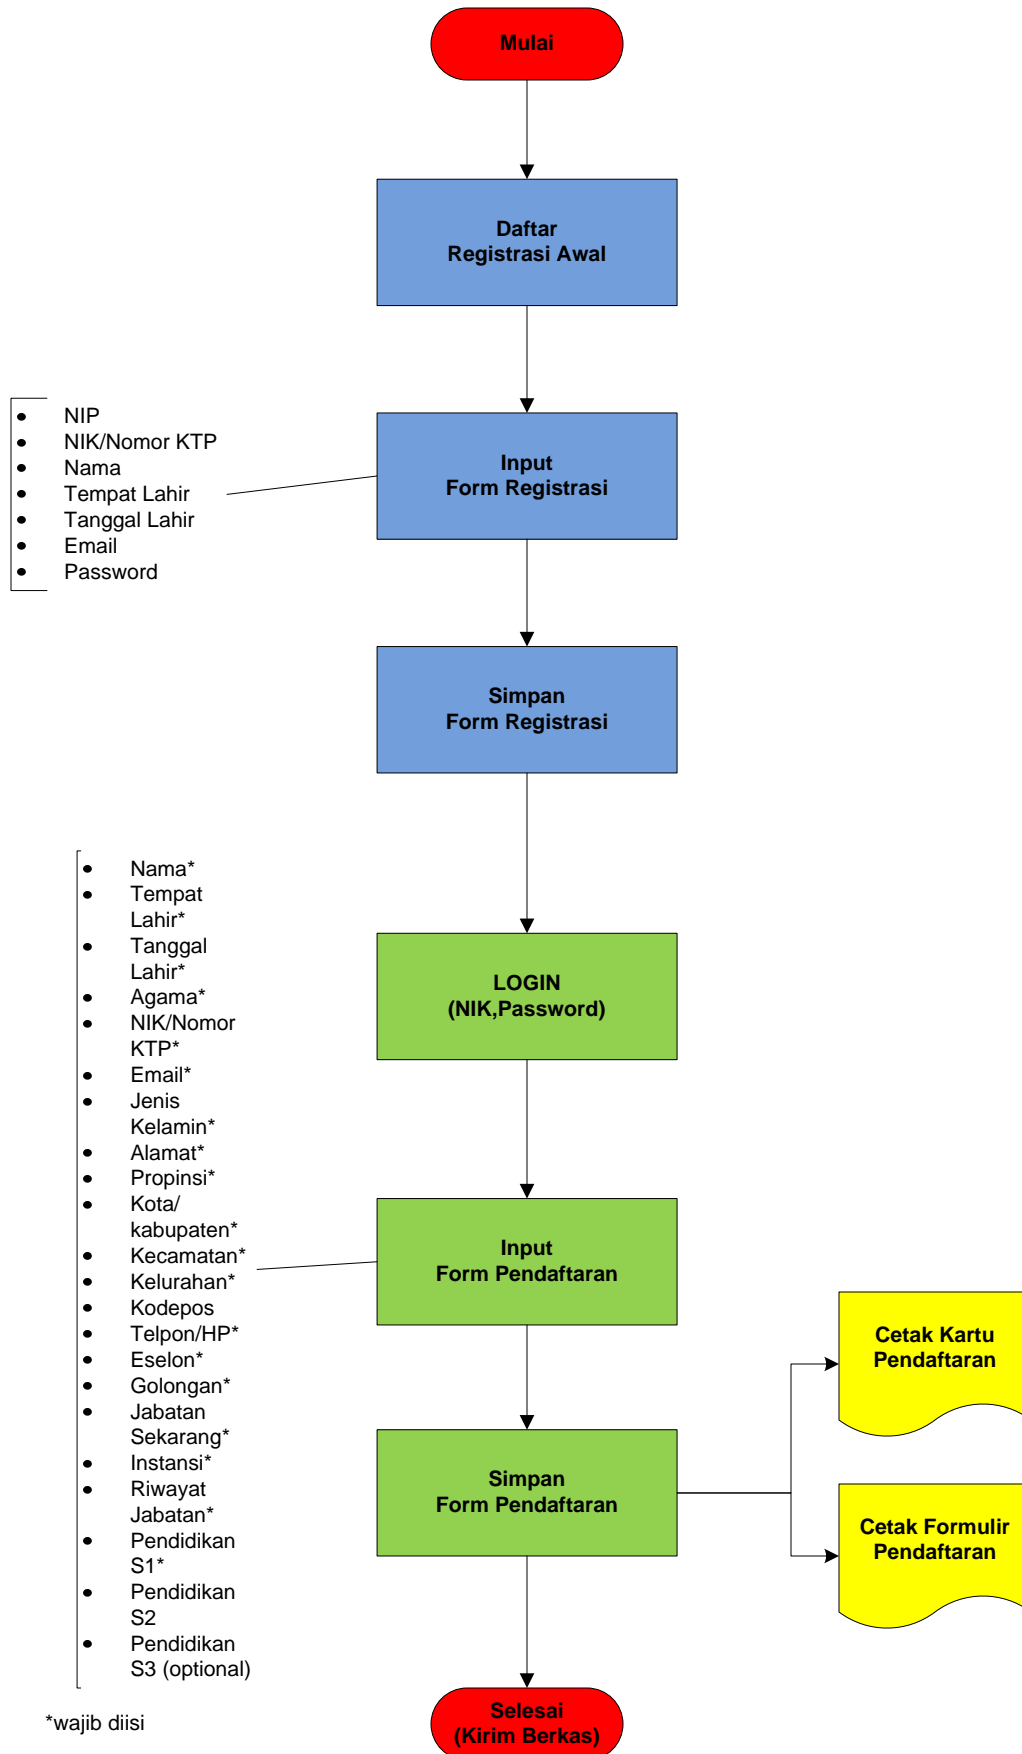 Mulai
Daftar
Registrasi Awal
NIP
NIK/Nomor KTP
Nama
Tempat Lahir
Tanggal Lahir
Email
Password
Input
Form Registrasi
Simpan
Form Registrasi
Nama*
Tempat
Lahir*
Tanggal
Lahir*
Agama*
NIK/Nomor
KTP*
Email*
Jenis
Kelamin*
Alamat*
Propinsi*
Kota/
kabupaten*
Kecamatan*
Kelurahan*
Kodepos
Telpon/HP*
Eselon*
Golongan*
Jabatan
Sekarang*
Instansi*
Riwayat
Jabatan*
Pendidikan
S1*
Pendidikan
S2
Pendidikan
S3 (optional)
*wajib diisi
LOGIN
(NIK,Password)
Input
Form Pendaftaran
Simpan
Form Pendaftaran
Cetak Kartu
Pendaftaran
Cetak Formulir
Pendaftaran
Selesai
(Kirim Berkas)